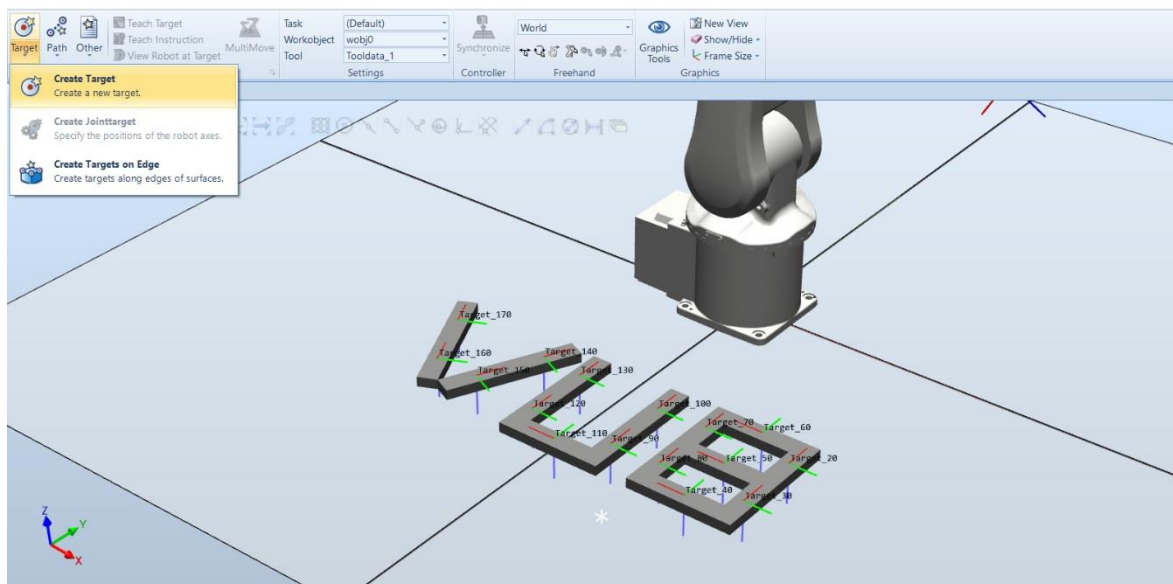 Target
Path
Other
Teach Target
Teach Instruction
View Robot at Target
MultiMove
Task
(Default)
Workobject
wobj0
Tool
Tooldata_1
Settings
Synchronize
Controller
World
Freehand
Graphics
Tools
New View
Show/Hide
Frame Size
Graphics
Create Target
Create a new target.
Create Jointtarget
Specify the positions of the robot axes.
Create Targets on Edge
Create targets along edges of surfaces.
Target_170
Target_160
Target_140
Target_150
Target_130
Target_120
Target_100
Target_110
Target_90
Target_70
Target_60
Target_80
Target_50
Target_20
Target_40
Target_30
Z
Y
X